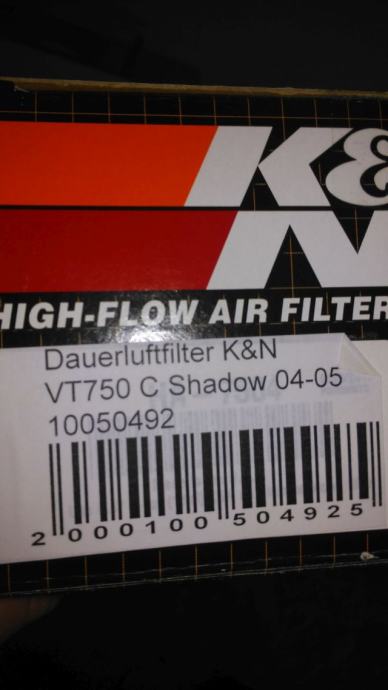 K&
N
HIGH-FLOW AIR FILTER
Dauerluftfilter K&N
VT750 C Shadow 04-05
10050492
2 000100 504925